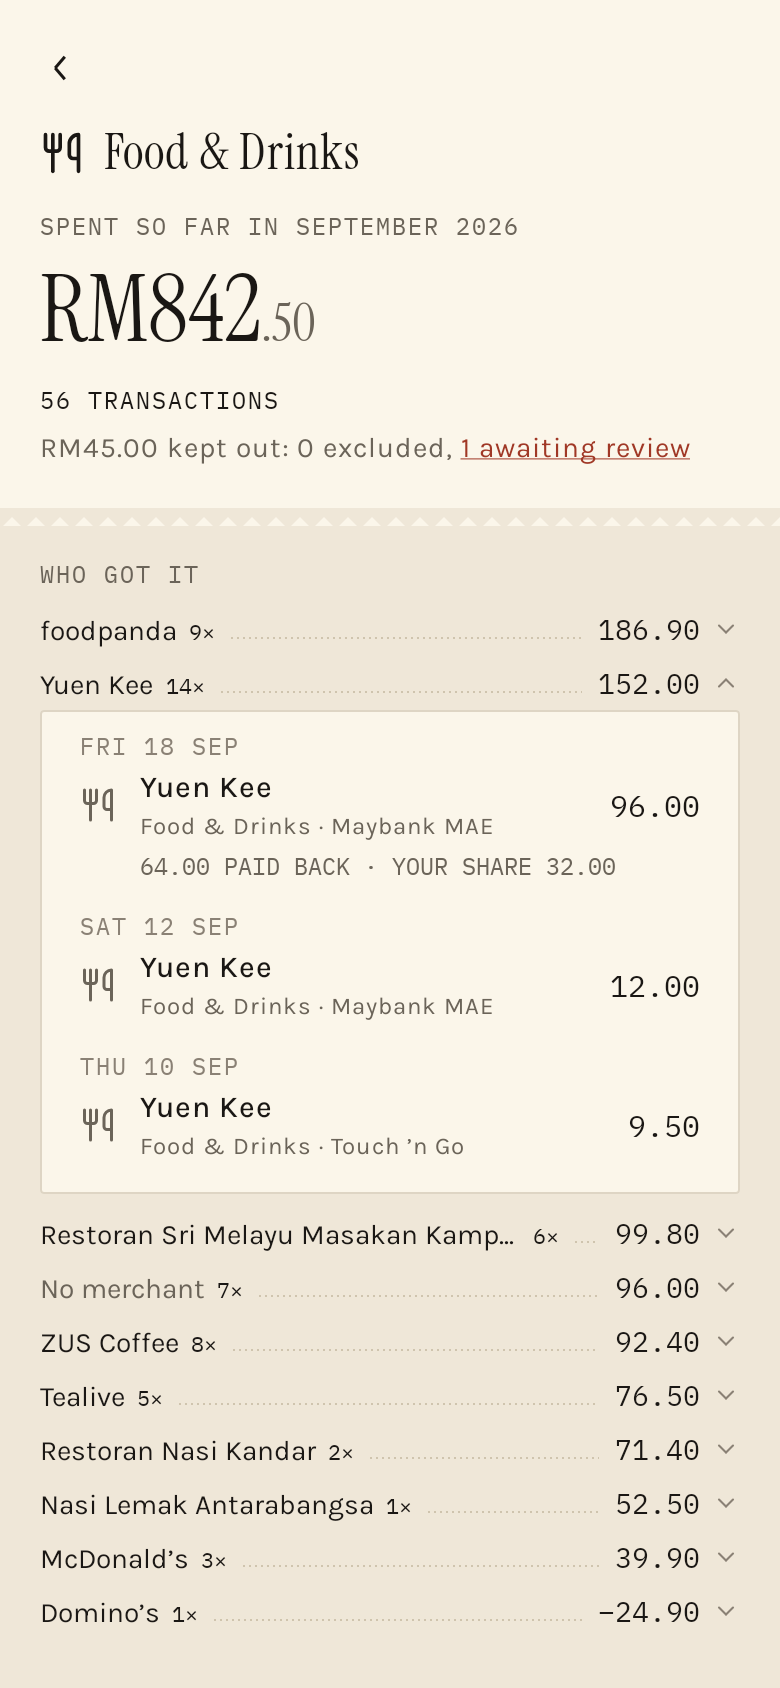 Food & Drinks
SPENT SO FAR IN SEPTEMBER 2026
RM842.50
56 TRANSACTIONS
RM45.00 kept out: 0 excluded, 1 awaiting review
WHO GOT IT
foodpanda 9× 186.90
Yuen Kee 14× 152.00
FRI 18 SEP
Yuen Kee 96.00
Food & Drinks · Maybank MAE
64.00 PAID BACK · YOUR SHARE 32.00
SAT 12 SEP
Yuen Kee 12.00
Food & Drinks · Maybank MAE
THU 10 SEP
Yuen Kee 9.50
Food & Drinks · Touch ’n Go
Restoran Sri Melayu Masakan Kamp… 6× 99.80
No merchant 7× 96.00
ZUS Coffee 8× 92.40
Tealive 5× 76.50
Restoran Nasi Kandar 2× 71.40
Nasi Lemak Antarabangsa 1× 52.50
McDonald’s 3× 39.90
Domino’s 1× −24.90